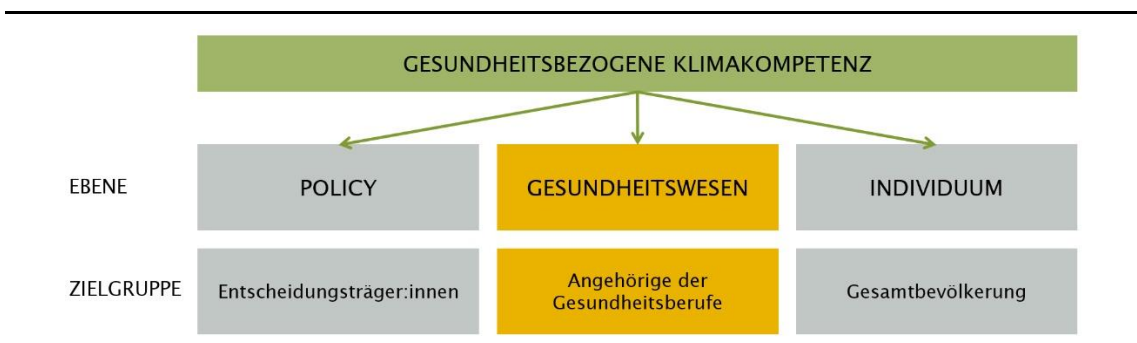 GESUNDHEITSBEZOGENE KLIMAKOMPETENZ
EBENE
POLICY
GESUNDHEITSWESEN
INDIVIDUUM
ZIELGRUPPE
Entscheidungsträger:innen
Angehörige der
Gesundheitsberufe
Gesamtbevölkerung